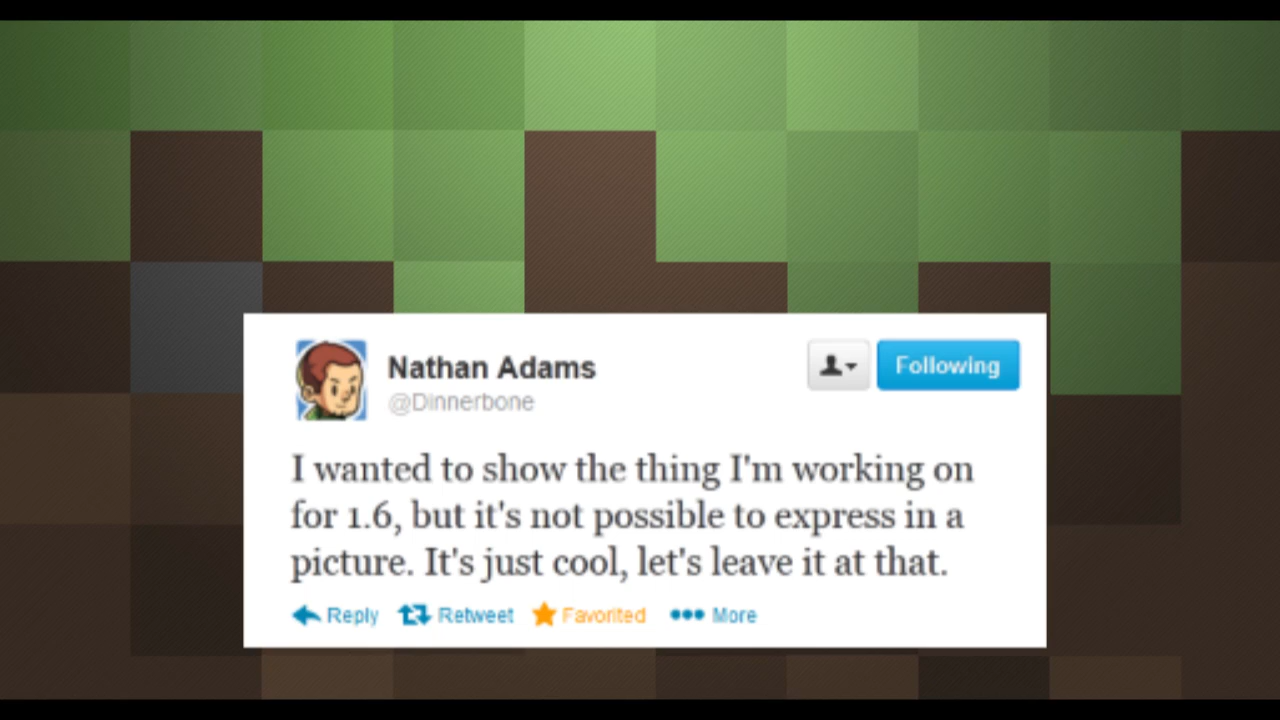 Nathan Adams
Following
@Dinnerbone
I wanted to show the thing I'm working on
for 1.6, but it's not possible to express in a
picture. It's just cool, let's leave it at that.
Reply Retweet Favorited More